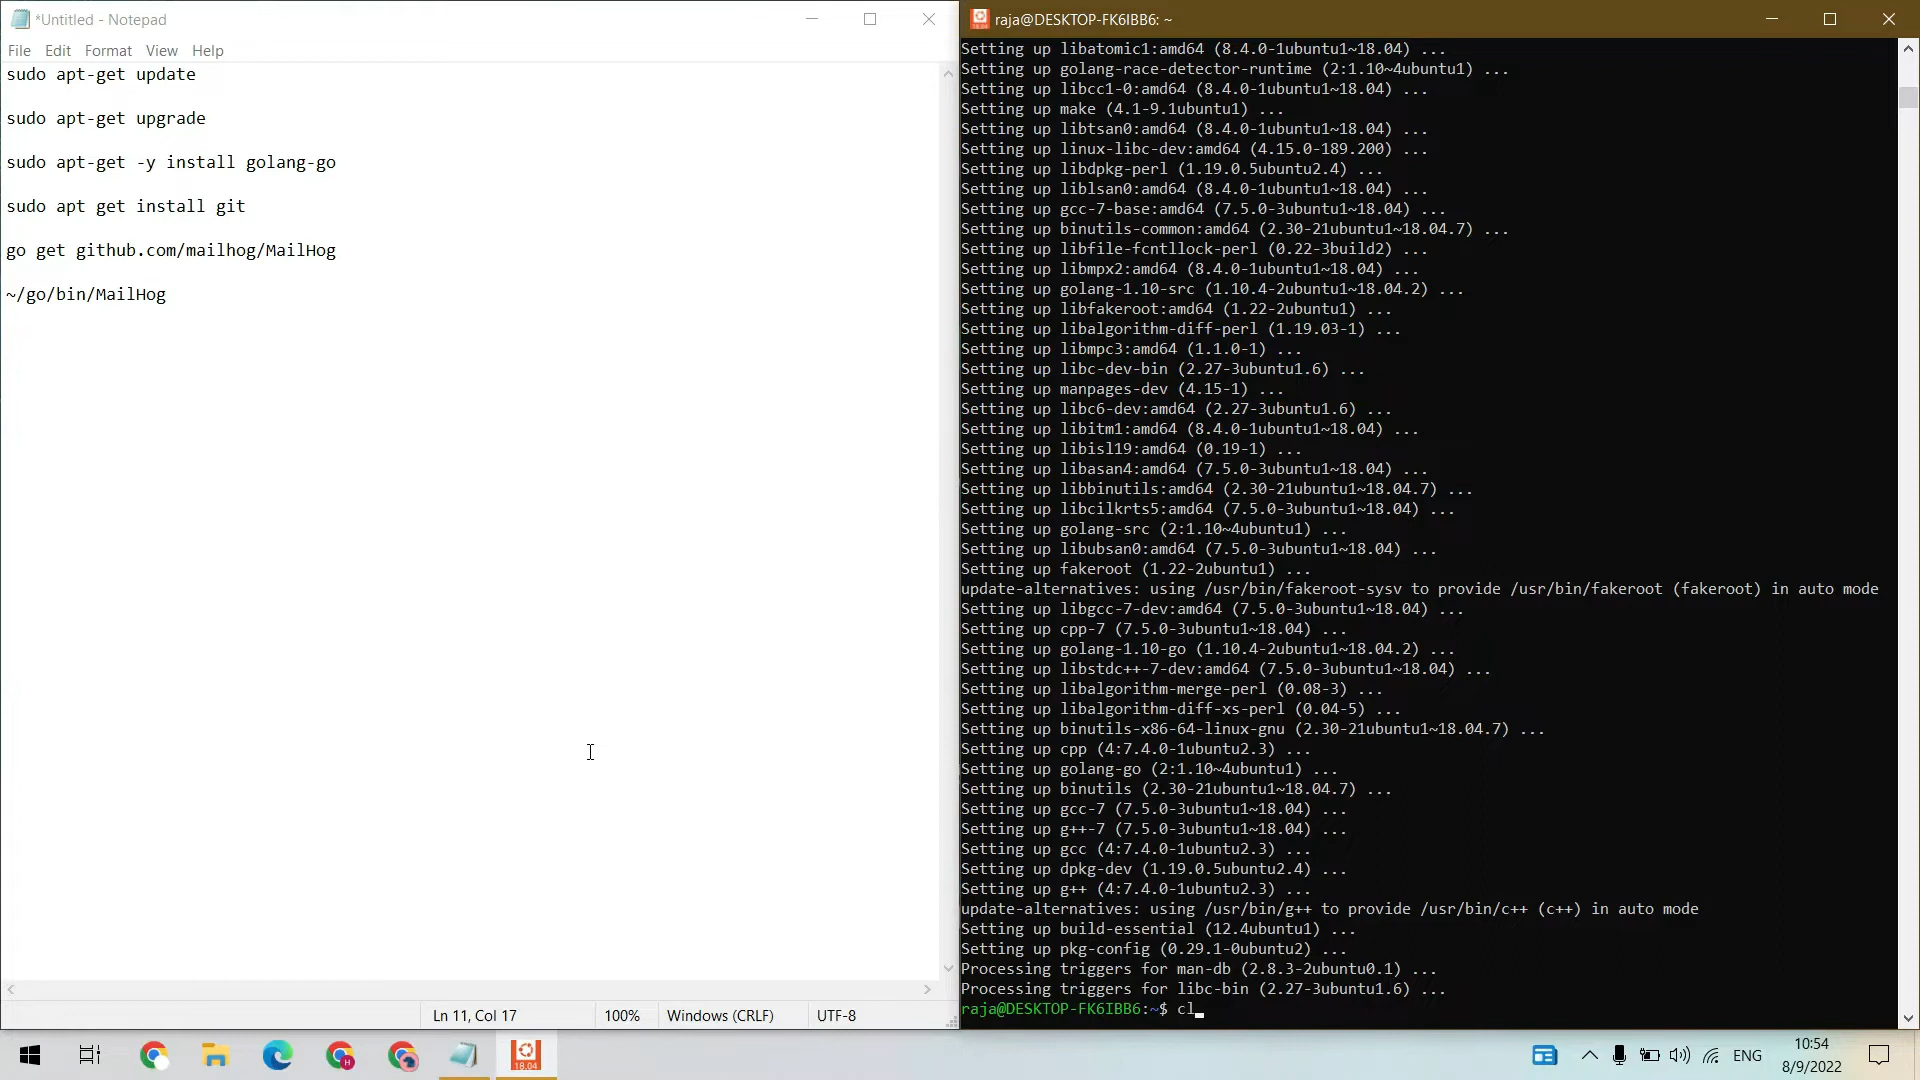 *Untitled - Notepad
File Edit Format View Help
sudo apt-get update
sudo apt-get upgrade
sudo apt-get -y install golang-go
sudo apt get install git
go get github.com/mailhog/MailHog
~/go/bin/MailHog
Ln 11, Col 17 100% Windows (CRLF) UTF-8
raja@DESKTOP-FK6IBB6: ~
Setting up libatomic1:amd64 (8.4.0-1ubuntu1~18.04) ...
Setting up golang-race-detector-runtime (2:1.10~4ubuntu1) ...
Setting up libcc1-0:amd64 (8.4.0-1ubuntu1~18.04) ...
Setting up make (4.1-9.1ubuntu1) ...
Setting up libtsan0:amd64 (8.4.0-1ubuntu1~18.04) ...
Setting up linux-libc-dev:amd64 (4.15.0-189.200) ...
Setting up libdpkg-perl (1.19.0.5ubuntu2.4) ...
Setting up liblsan0:amd64 (8.4.0-1ubuntu1~18.04) ...
Setting up gcc-7-base:amd64 (7.5.0-3ubuntu1~18.04) ...
Setting up binutils-common:amd64 (2.30-21ubuntu1~18.04.7) ...
Setting up libfile-fcntllock-perl (0.22-3build2) ...
Setting up libmpx2:amd64 (8.4.0-1ubuntu1~18.04) ...
Setting up golang-1.10-src (1.10.4-2ubuntu1~18.04.2) ...
Setting up libfakeroot:amd64 (1.22-2ubuntu1) ...
Setting up libalgorithm-diff-perl (1.19.03-1) ...
Setting up libmpc3:amd64 (1.1.0-1) ...
Setting up libc-dev-bin (2.27-3ubuntu1.6) ...
Setting up manpages-dev (4.15-1) ...
Setting up libc6-dev:amd64 (2.27-3ubuntu1.6) ...
Setting up libitm1:amd64 (8.4.0-1ubuntu1~18.04) ...
Setting up libisl19:amd64 (0.19-1) ...
Setting up libasan4:amd64 (7.5.0-3ubuntu1~18.04) ...
Setting up libbinutils:amd64 (2.30-21ubuntu1~18.04.7) ...
Setting up libcilkrts5:amd64 (7.5.0-3ubuntu1~18.04) ...
Setting up golang-src (2:1.10~4ubuntu1) ...
Setting up libubsan0:amd64 (7.5.0-3ubuntu1~18.04) ...
Setting up fakeroot (1.22-2ubuntu1) ...
update-alternatives: using /usr/bin/fakeroot-sysv to provide /usr/bin/fakeroot (fakeroot) in auto mode
Setting up libgcc-7-dev:amd64 (7.5.0-3ubuntu1~18.04) ...
Setting up cpp-7 (7.5.0-3ubuntu1~18.04) ...
Setting up golang-1.10-go (1.10.4-2ubuntu1~18.04.2) ...
Setting up libstdc++-7-dev:amd64 (7.5.0-3ubuntu1~18.04) ...
Setting up libalgorithm-merge-perl (0.08-3) ...
Setting up libalgorithm-diff-xs-perl (0.04-5) ...
Setting up binutils-x86-64-linux-gnu (2.30-21ubuntu1~18.04.7) ...
Setting up cpp (4:7.4.0-1ubuntu2.3) ...
Setting up golang-go (2:1.10~4ubuntu1) ...
Setting up binutils (2.30-21ubuntu1~18.04.7) ...
Setting up gcc-7 (7.5.0-3ubuntu1~18.04) ...
Setting up g++-7 (7.5.0-3ubuntu1~18.04) ...
Setting up gcc (4:7.4.0-1ubuntu2.3) ...
Setting up dpkg-dev (1.19.0.5ubuntu2.4) ...
Setting up g++ (4:7.4.0-1ubuntu2.3) ...
update-alternatives: using /usr/bin/g++ to provide /usr/bin/c++ (c++) in auto mode
Setting up build-essential (12.4ubuntu1) ...
Setting up pkg-config (0.29.1-0ubuntu2) ...
Processing triggers for man-db (2.8.3-2ubuntu0.1) ...
Processing triggers for libc-bin (2.27-3ubuntu1.6) ...
raja@DESKTOP-FK6IBB6:~$ cl
18.04
ENG
10:54
8/9/2022